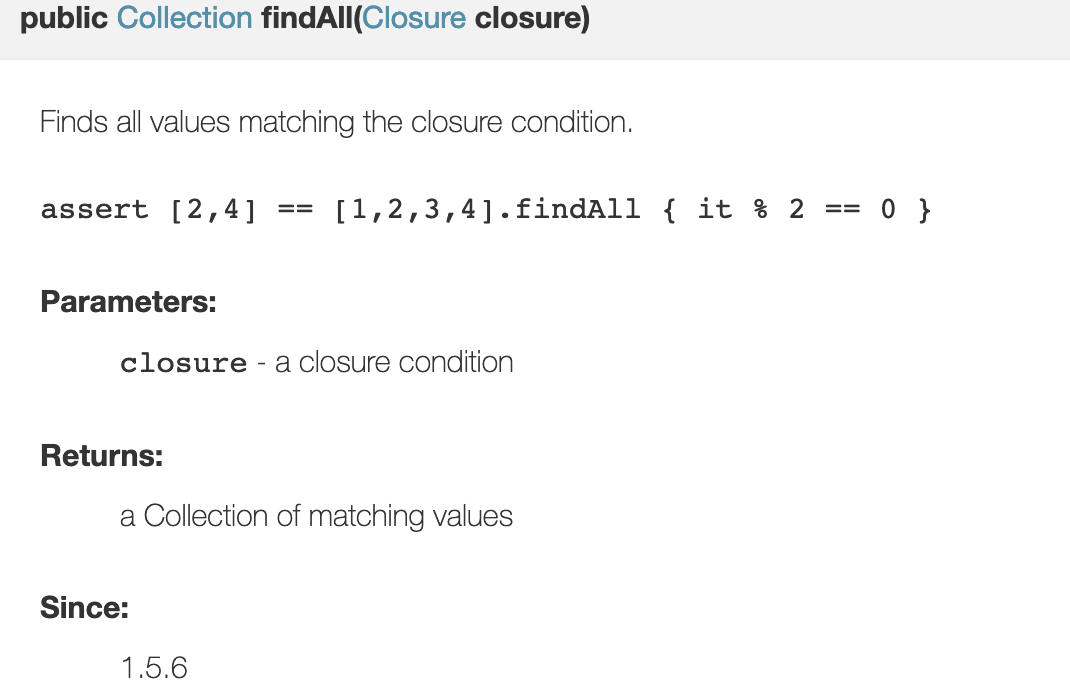 public Collection findAll(Closure closure)
Finds all values matching the closure condition.
assert [2,4] == [1,2,3,4].findAll { it % 2 == 0 }
Parameters:
closure - a closure condition
Returns:
a Collection of matching values
Since:
1.5.6